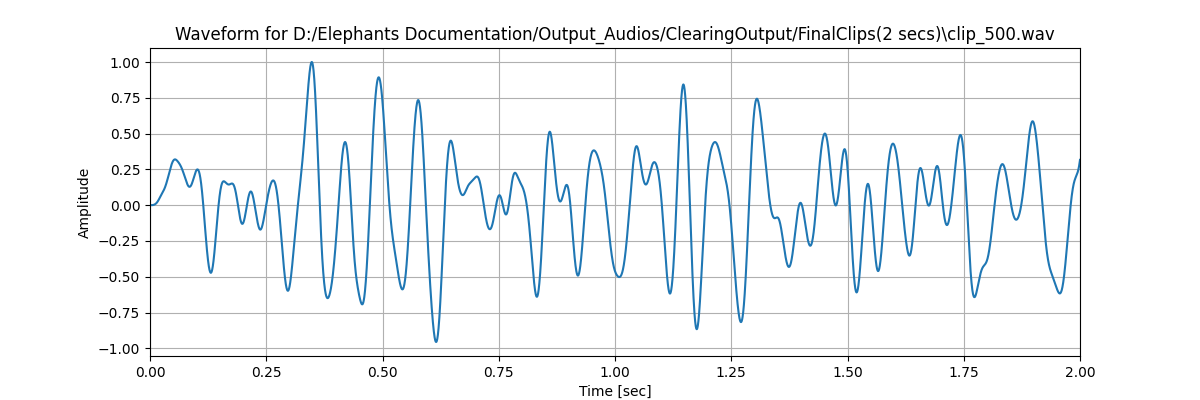 Waveform for D:/Elephants Documentation/Output_Audios/ClearingOutput/FinalClips(2 secs)\clip_500.wav
1.00
0.75
0.50
0.25
0.00
−0.25
−0.50
−0.75
−1.00
Amplitude
0.00 0.25 0.50 0.75 1.00 1.25 1.50 1.75 2.00
Time [sec]